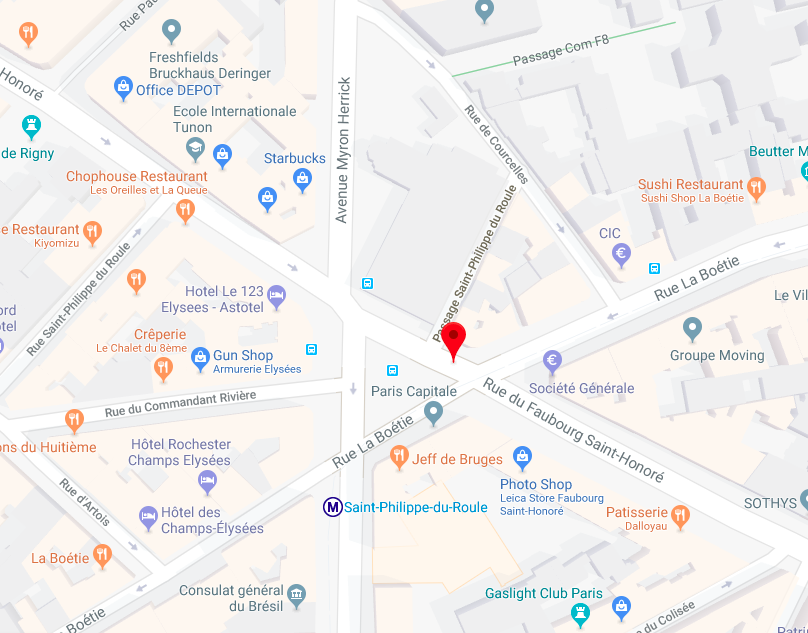 Rue Pa
Passage Com F8
Honoré
Freshfields
Bruckhaus Deringer
Office DEPOT
Ecole Internationale
Tunon
Avenue Myron Herrick
Rue de Courcelles
de Rigny
Starbucks
Beutter M
Chophouse Restaurant
Les Oreilles et La Queue
Sushi Restaurant
Sushi Shop La Boétie
e Restaurant
Kiyomizu
Rue Saint-Philippe du Roule
Passage Saint-Philippe du Roule
CIC
€
Rue La Boétie
Hotel Le 123
Elysees - Astotel
Le Vil
ord
otel
Crêperie
Le Chalet du 8ème
Gun Shop
Armurerie Elysées
Groupe Moving
€
Société Générale
Paris Capitale
Rue du Commandant Rivière
Rue du Faubourg Saint-Honoré
Rue La Boétie
ons du Huitième
Hôtel Rochester
Champs Elysées
Jeff de Bruges
Photo Shop
Leica Store Faubourg
Saint-Honoré
Rue d'Artois
M Saint-Philippe-du-Roule
Hôtel des
Champs-Élysées
Patisserie
Dalloyau
SOTHYS
La Boétie
Consulat général
du Brésil
Gaslight Club Paris
Boétie
e du Colisée
Patri